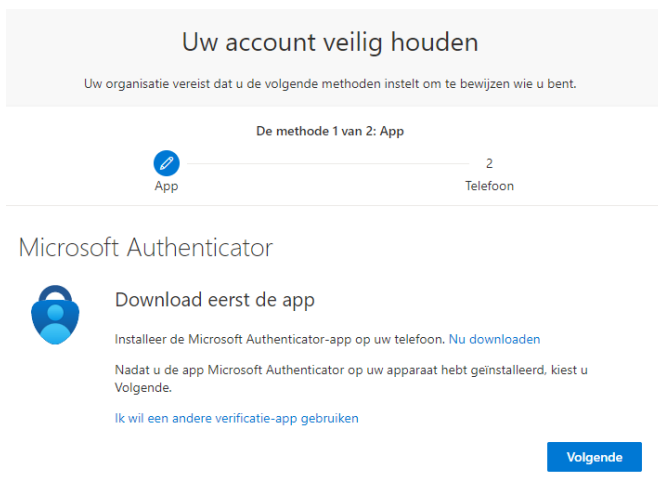 Uw account veilig houden
Uw organisatie vereist dat u de volgende methoden instelt om te bewijzen wie u bent.
De methode 1 van 2: App
2
App
Telefoon
Microsoft Authenticator
Download eerst de app
Installeer de Microsoft Authenticator-app op uw telefoon. Nu downloaden
Nadat u de app Microsoft Authenticator op uw apparaat hebt geïnstalleerd, kiest u
Volgende.
Ik wil een andere verificatie-app gebruiken
Volgende